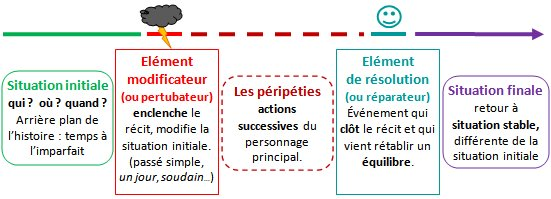 Situation initiale
qui ? où ? quand ?
Arrière plan de
l'histoire : temps à
l'imparfait
Elément
modificateur
(ou pertubateur)
enclenche le
récit, modifie la
situation initiale.
(passé simple,
un jour, soudain...)
Les péripéties
actions
successives du
personnage
principal.
Elément
de résolution
(ou réparateur)
Événement qui
clôt le récit et qui
vient rétablir un
équilibre.
Situation finale
retour à
situation stable,
différente de la
situation initiale